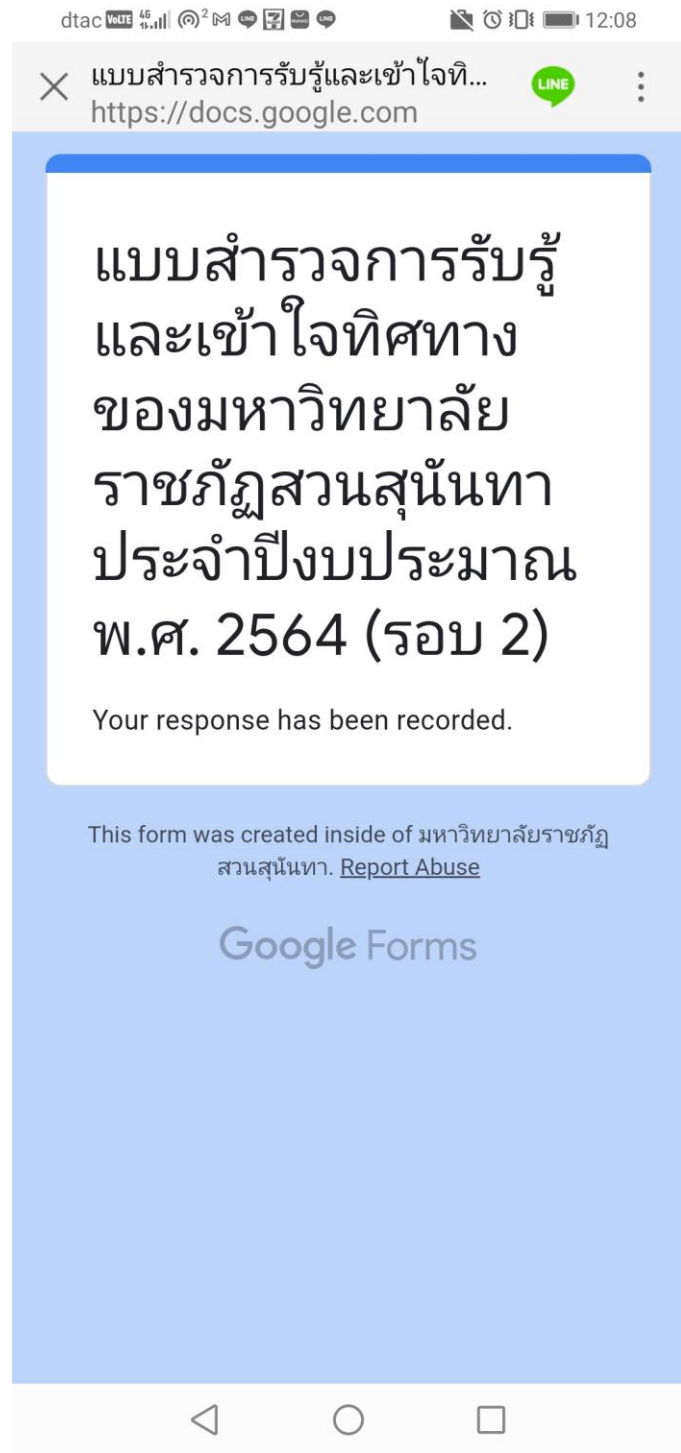 dtac VoLTE 4G 2 12:08
แบบสำรวจการรับรู้และเข้าใจทิ...
LINE
https://docs.google.com
แบบสำรวจการรับรู้
และเข้าใจทิศทาง
ของมหาวิทยาลัย
ราชภัฏสวนสุนันทา
ประจำปีงบประมาณ
พ.ศ. 2564 (รอบ 2)
Your response has been recorded.
This form was created inside of มหาวิทยาลัยราชภัฏ
สวนสุนันทา. Report Abuse
Google Forms